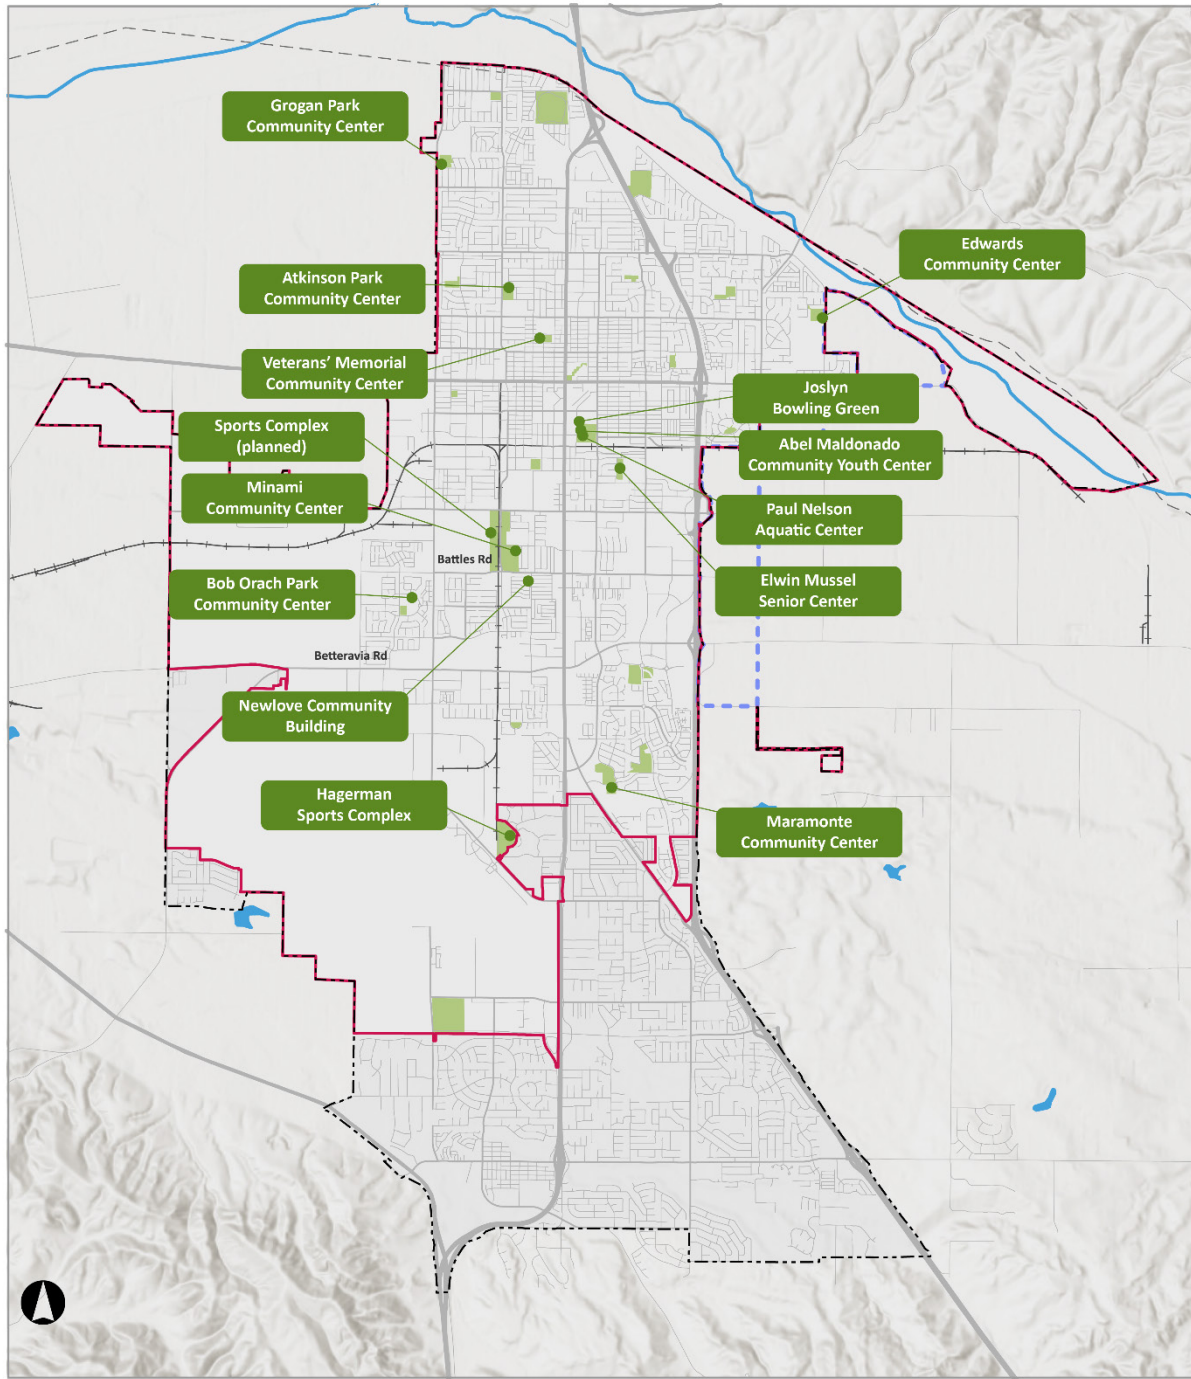 Grogan Park
Community Center
Edwards
Community Center
Atkinson Park
Community Center
Veterans’ Memorial
Community Center
Joslyn
Bowling Green
Sports Complex
(planned)
Abel Maldonado
Community Youth Center
Minami
Community Center
Paul Nelson
Aquatic Center
Battles Rd
Bob Orach Park
Community Center
Elwin Mussel
Senior Center
Betteravia Rd
Newlove Community
Building
Hagerman
Sports Complex
Maramonte
Community Center